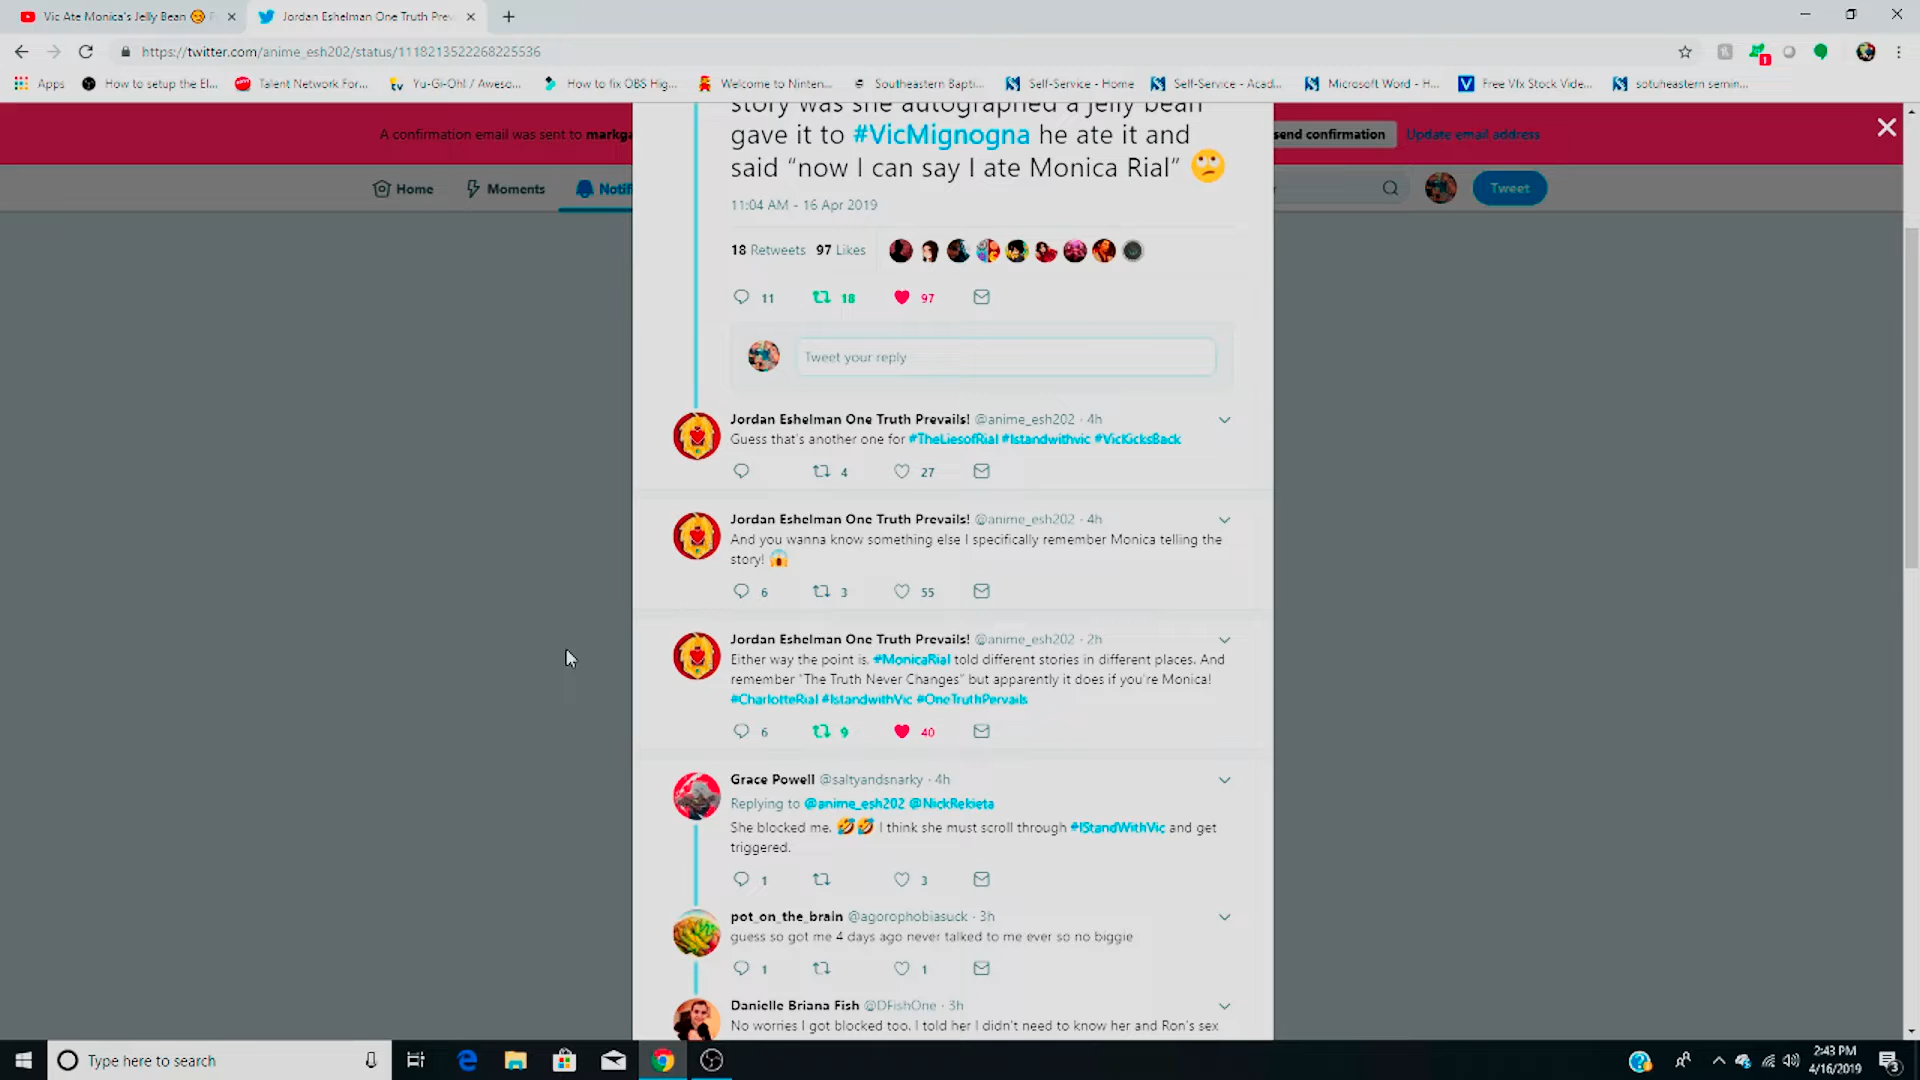 Vic Ate Monica's Jelly Bean
Jordan Eshelman One Truth Prev
https://twitter.com/anime_esh202/status/1118213522268225536
Apps
How to setup the El...
Talent Network For...
Yu-Gi-Oh! / Aweso...
How to fix OBS Hig...
Welcome to Ninten...
Southeastern Bapti...
Self-Service - Home
Self-Service - Acad...
Microsoft Word - H...
Free Vfx Stock Vide...
sotuheastern semin...
story was she autographed a jelly bean
A confirmation email was sent to markga
send confirmation
Update email address
gave it to #VicMignogna he ate it and
said “now I can say I ate Monica Rial”
Home
Moments
Notif
Tweet
11:04 AM - 16 Apr 2019
18 Retweets 97 Likes
11 18 97
Tweet your reply
Jordan Eshelman One Truth Prevails! @anime_esh202 · 4h
Guess that's another one for #TheLiesofRial #Istandwithvic #VicKicksBack
4 27
Jordan Eshelman One Truth Prevails! @anime_esh202 · 4h
And you wanna know something else I specifically remember Monica telling the
story!
6 3 55
Jordan Eshelman One Truth Prevails! @anime_esh202 · 2h
Either way the point is. #MonicaRial told different stories in different places. And
remember "The Truth Never Changes" but apparently it does if you're Monica!
#CharlotteRial #IstandwithVic #OneTruthPervails
6 9 40
Grace Powell @saltyandsnarky · 4h
Replying to @anime_esh202 @NickRekieta
She blocked me. I think she must scroll through #IStandWithVic and get
triggered.
1 3
pot_on_the_brain @agorophobiasuck · 3h
guess so got me 4 days ago never talked to me ever so no biggie
1 1
Danielle Briana Fish @DFishOne · 3h
No worries I got blocked too. I told her I didn't need to know her and Ron's sex
Type here to search
2:43 PM
4/16/2019
3